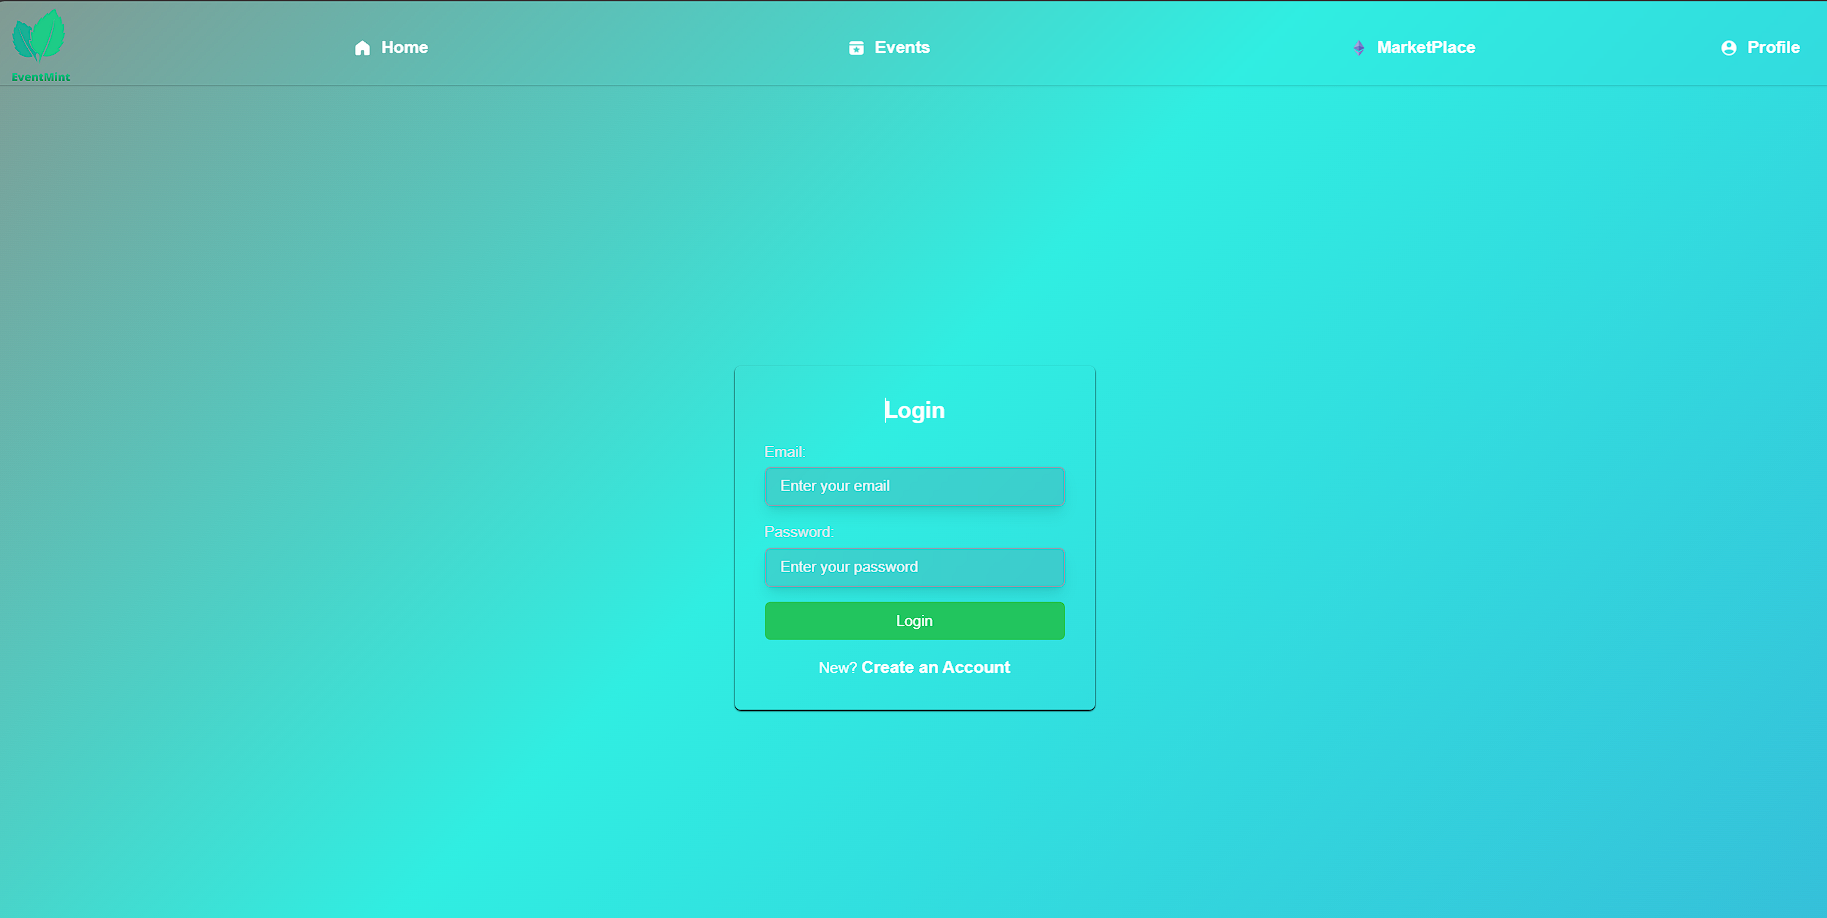 EventMint
Home
Events
MarketPlace
Profile
Login
Email:
Enter your email
Password:
Enter your password
Login
New? Create an Account